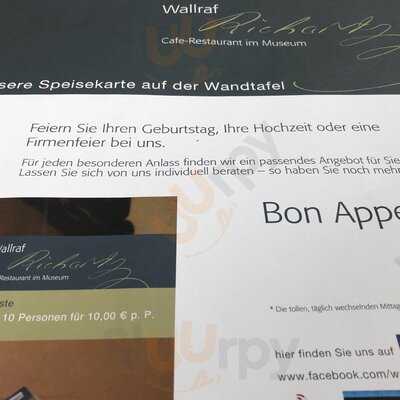 Wallraf
Richartz
Cafe-Restaurant im Museum
sere Speisekarte auf der Wandtafel
Feiern Sie Ihren Geburtstag, Ihre Hochzeit oder eine
Firmenfeier bei uns.
Für jeden besonderen Anlass finden wir ein passendes Angebot für Sie
Lassen Sie sich von uns individuell beraten – so haben Sie noch mehr
Bon Appe
Wallraf
Richartz
Restaurant im Museum
ste
10 Personen für 10,00 € p. P.
* Die tollen, täglich wechselnden Mittag
hier finden Sie uns auf
www.facebook.com/w
wurpy
wurpy